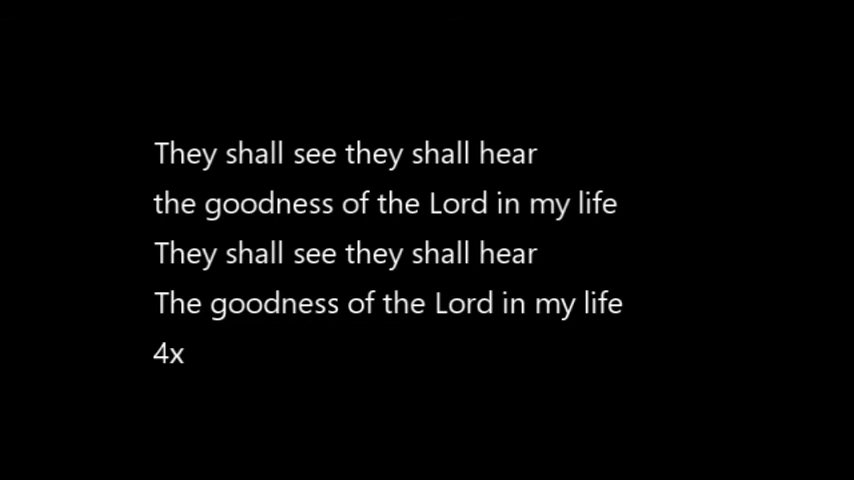 They shall see they shall hear
the goodness of the Lord in my life
They shall see they shall hear
The goodness of the Lord in my life
4x